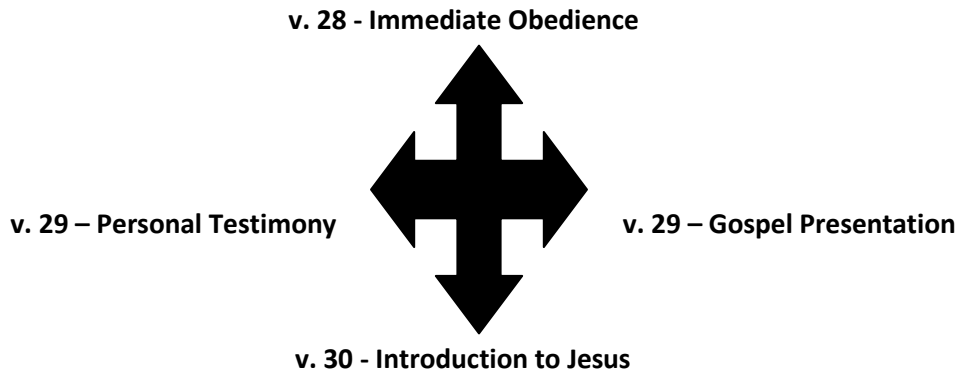 v. 28 - Immediate Obedience
v. 29 – Personal Testimony
v. 29 – Gospel Presentation
v. 30 - Introduction to Jesus